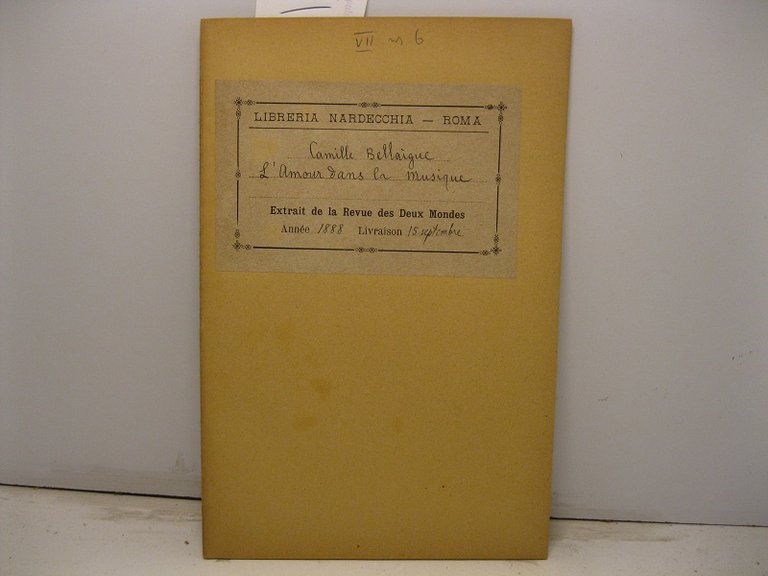 VII nr 6
LIBRERIA NARDECCHIA — ROMA
Camille Bellaigue
L'Amour dans la musique
Extrait de la Revue des Deux Mondes
Année 1888 Livraison 15 septembre